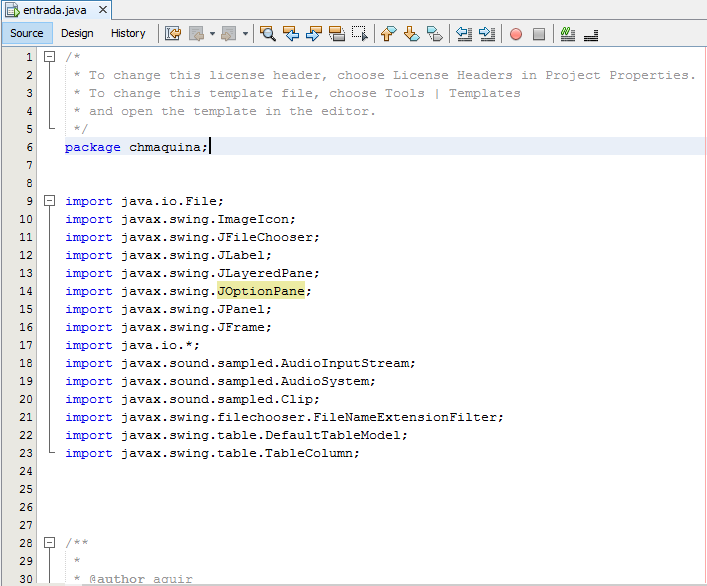 entrada.java
Source Design History
1 /*
2 * To change this license header, choose License Headers in Project Properties.
3 * To change this template file, choose Tools | Templates
4 * and open the template in the editor.
5 */
6 package chmaquina;
7
8
9 import java.io.File;
10 import javax.swing.ImageIcon;
11 import javax.swing.JFileChooser;
12 import javax.swing.JLabel;
13 import javax.swing.JLayeredPane;
14 import javax.swing.JOptionPane;
15 import javax.swing.JPanel;
16 import javax.swing.JFrame;
17 import java.io.*;
18 import javax.sound.sampled.AudioInputStream;
19 import javax.sound.sampled.AudioSystem;
20 import javax.sound.sampled.Clip;
21 import javax.swing.filechooser.FileNameExtensionFilter;
22 import javax.swing.table.DefaultTableModel;
23 import javax.swing.table.TableColumn;
24
25
26
27
28 /**
29 *
30 * @author aguir